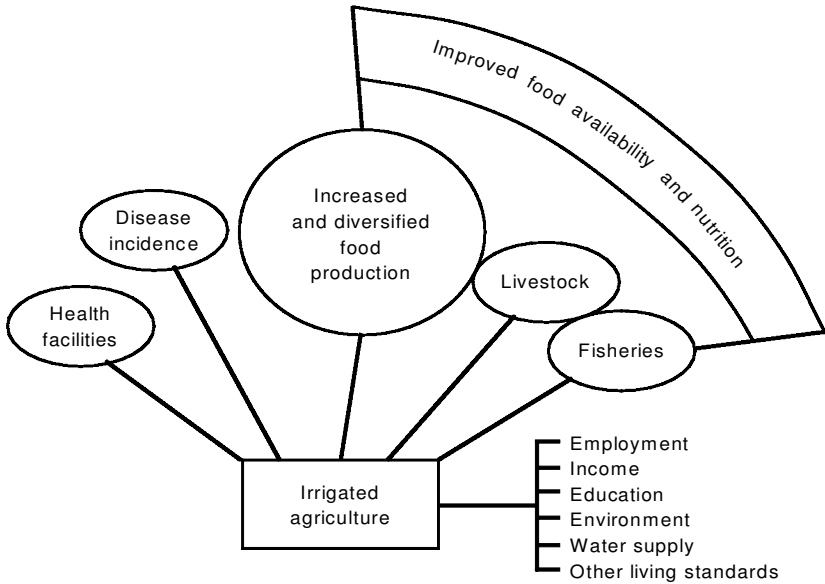 Improved food availability and nutrition
Increased
and diversified
food
production
Disease
incidence
Livestock
Health
facilities
Fisheries
Irrigated
agriculture
Employment
Income
Education
Environment
Water supply
Other living standards